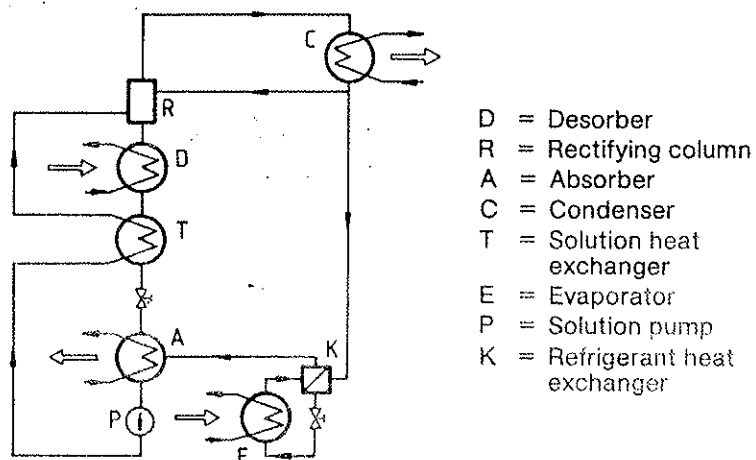 C
R
D
T
A
K
P
E
D = Desorber
R = Rectifying column
A = Absorber
C = Condenser
T = Solution heat
exchanger
E = Evaporator
P = Solution pump
K = Refrigerant heat
exchanger